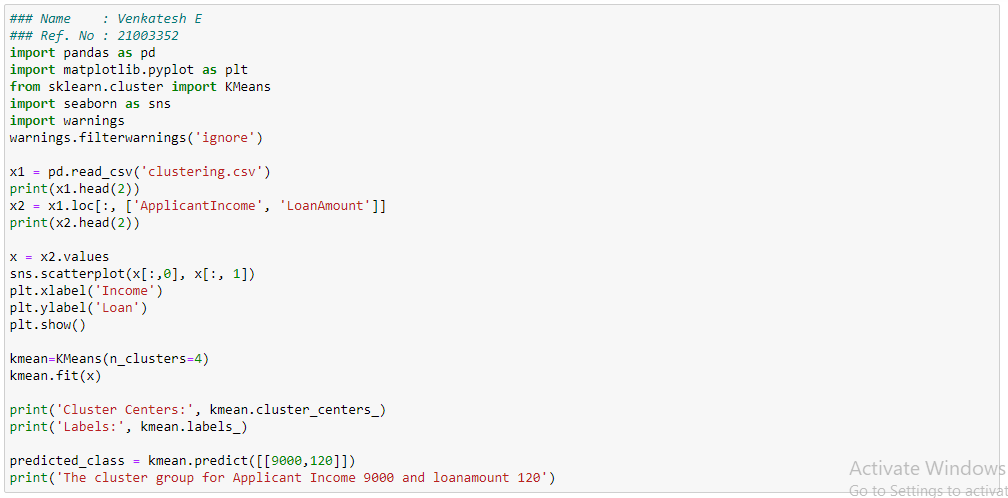 ### Name    : Venkatesh E
### Ref. No : 21003352
import pandas as pd
import matplotlib.pyplot as plt
from sklearn.cluster import KMeans
import seaborn as sns
import warnings
warnings.filterwarnings('ignore')
x1 = pd.read_csv('clustering.csv')
print(x1.head(2))
x2 = x1.loc[:, ['ApplicantIncome', 'LoanAmount']]
print(x2.head(2))
x = x2.values
sns.scatterplot(x[:,0], x[:, 1])
plt.xlabel('Income')
plt.ylabel('Loan')
plt.show()
kmean=KMeans(n_clusters=4)
kmean.fit(x)
print('Cluster Centers:', kmean.cluster_centers_)
print('Labels:', kmean.labels_)
predicted_class = kmean.predict([[9000,120]])
print('The cluster group for Applicant Income 9000 and loanamount 120')
Activate Windows
Go to Settings to activat